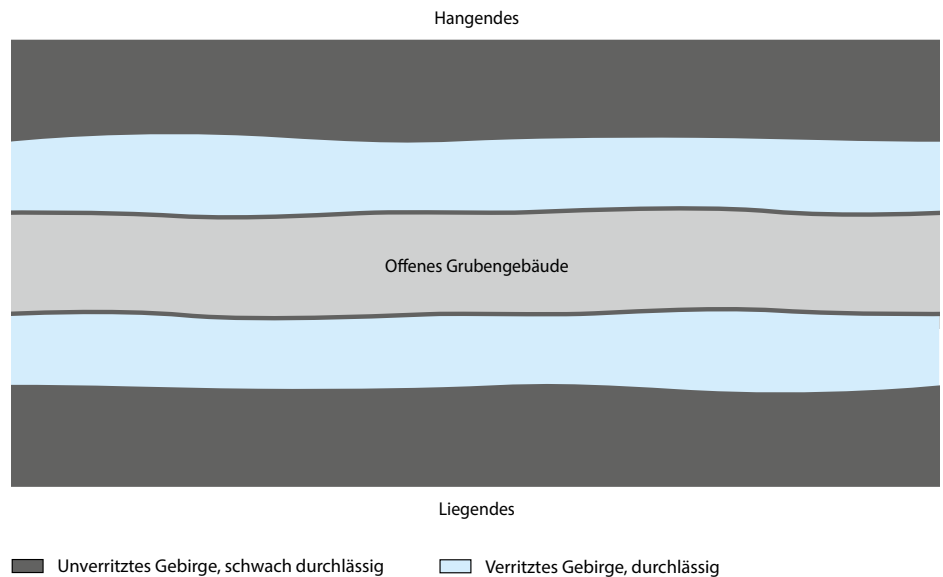 Hangendes
Offenes Grubengebäude
Liegendes
Unverritztes Gebirge, schwach durchlässig
Verritztes Gebirge, durchlässig